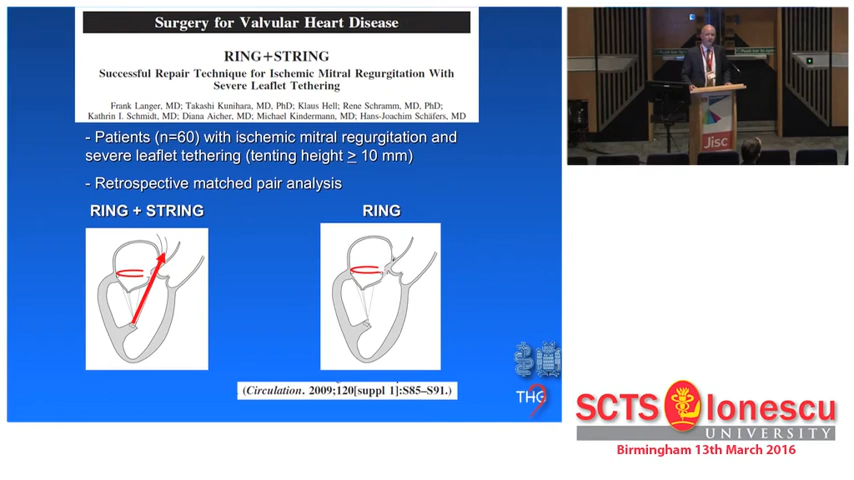 Surgery for Valvular Heart Disease
RING+STRING
Successful Repair Technique for Ischemic Mitral Regurgitation With
Severe Leaflet Tethering
Frank Langer, MD; Takashi Kunihara, MD, PhD; Klaus Hell; Rene Schramm, MD, PhD;
Kathrin I. Schmidt, MD; Diana Aicher, MD; Michael Kindermann, MD; Hans-Joachim Schäfers, MD
- Patients (n=60) with ischemic mitral regurgitation and
severe leaflet tethering (tenting height ≥ 10 mm)
- Retrospective matched pair analysis
RING + STRING
RING
(Circulation. 2009;120[suppl 1]:S85–S91.)
THG
Jisc
SCTS Ionescu
UNIVERSITY
Birmingham 13th March 2016